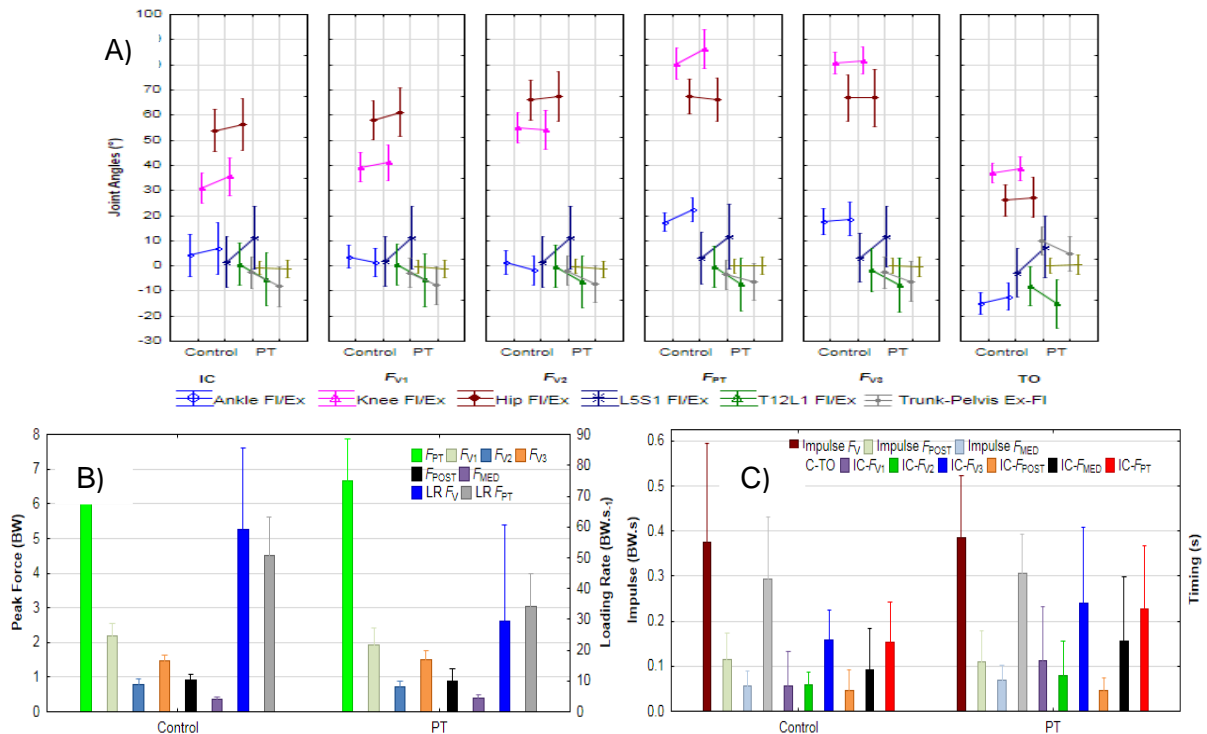 A)
Joint Angles (°)
100
60
70
60
50
40
30
20
10
0
-10
-20
-30
Control PT Control PT Control PT Control PT Control PT Control PT
IC FV1 FV2 FPT FV3 TO
Ankle Fl/Ex Knee Fl/Ex Hip Fl/Ex L5S1 Fl/Ex T12L1 Fl/Ex Trunk-Pelvis Ex-Fl
B)
Peak Force (BW)
8
7
6
5
4
3
2
1
0
FPT FV1 FV2 FV3
FPOST FMED
LR FV LR FPT
90
80
70
60
50
40
30
20
10
0
Loading Rate (BW.s-1)
Control PT
C)
Impulse (BW.s)
0.6
0.5
0.4
0.3
0.2
0.1
0.0
Impulse FV Impulse FPOST Impulse FMED
C-TO IC-FV1 IC-FV2 IC-FV3 IC-FPOST IC-FMED IC-FPT
Timing (s)
Control PT